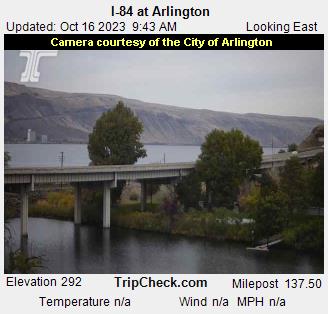 I-84 at Arlington
Updated: Oct 16 2023 9:43 AM Looking East
Camera courtesy of the City of Arlington
Elevation 292 TripCheck.com Milepost 137.50
Temperature n/a Wind n/a MPH n/a